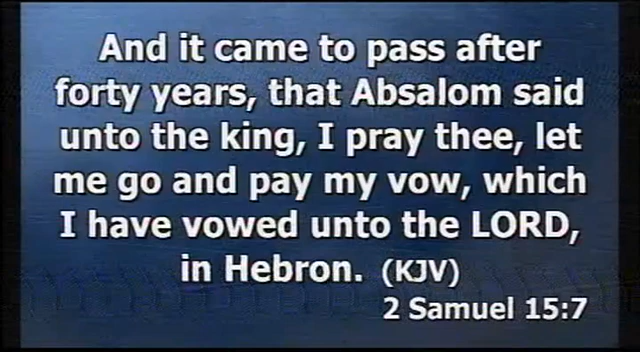 And it came to pass after
forty years, that Absalom said
unto the king, I pray thee, let
me go and pay my vow, which
I have vowed unto the LORD,
in Hebron. (KJV)
2 Samuel 15:7